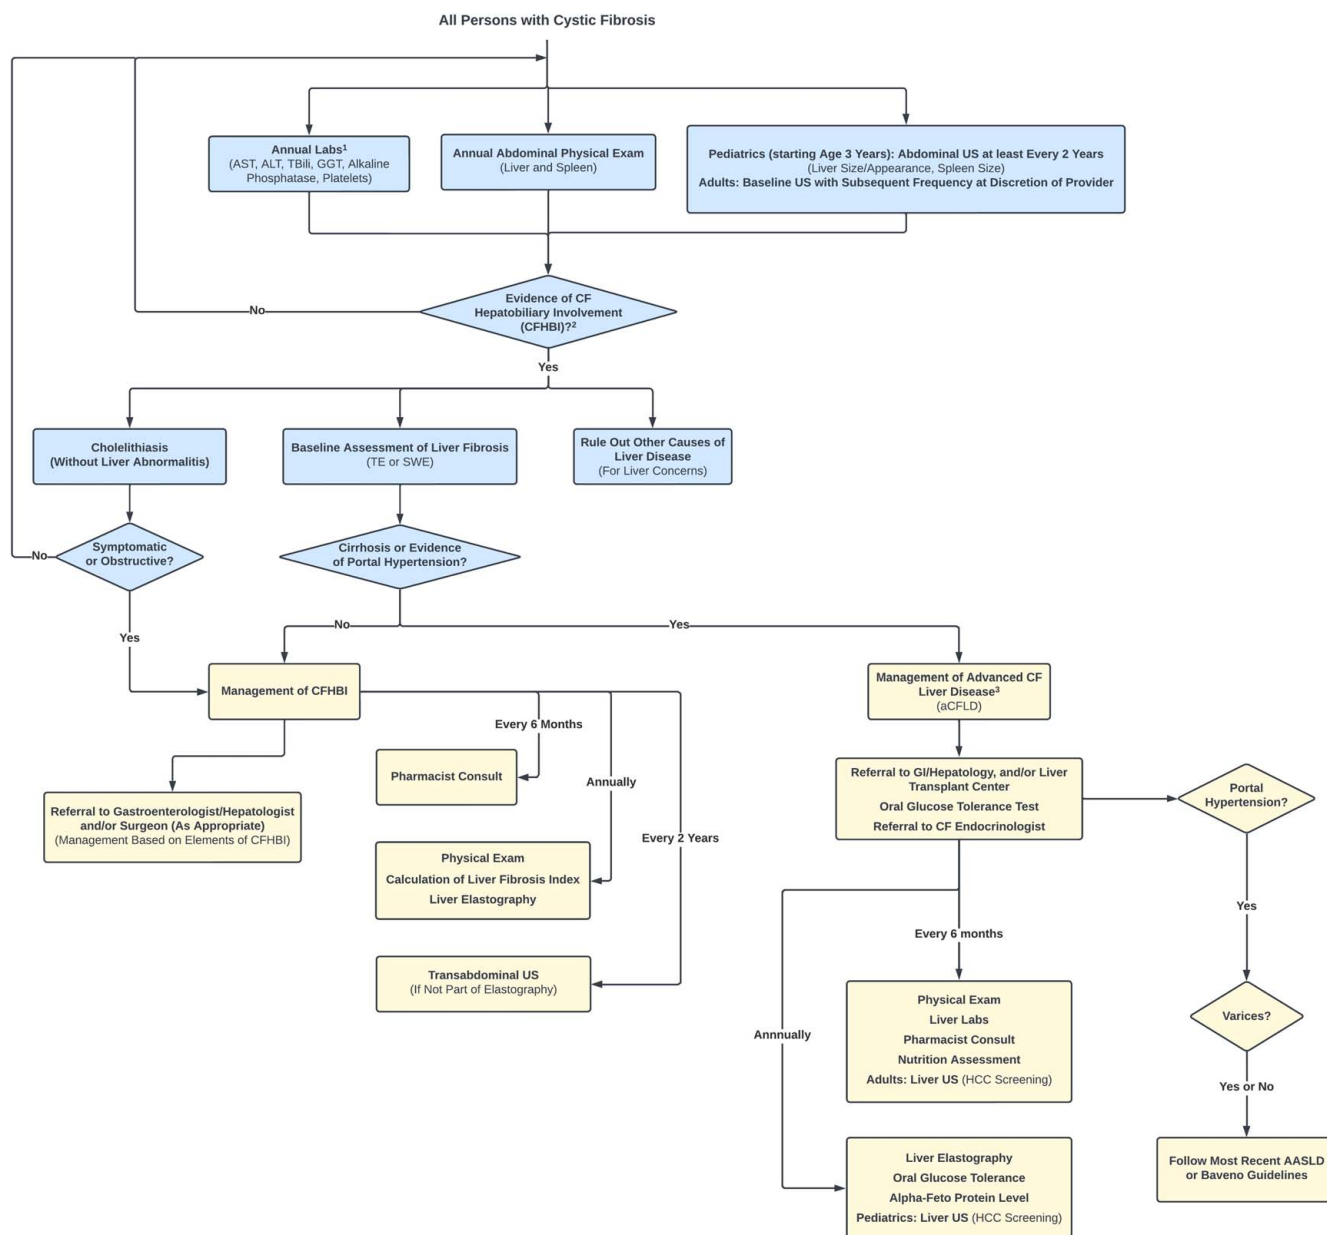 All Persons with Cystic Fibrosis
Annual Labs1
(AST, ALT, TBili, GGT, Alkaline
Phosphatase, Platelets)
Annual Abdominal Physical Exam
(Liver and Spleen)
Pediatrics (starting Age 3 Years): Abdominal US at least Every 2 Years
(Liver Size/Appearance, Spleen Size)
Adults: Baseline US with Subsequent Frequency at Discretion of Provider
Evidence of CF
Hepatobiliary Involvement
(CFHBI)?2
No
Yes
Cholelithiasis
(Without Liver Abnormalitis)
Baseline Assessment of Liver Fibrosis
(TE or SWE)
Rule Out Other Causes of
Liver Disease
(For Liver Concerns)
Symptomatic
or Obstructive?
No
Cirrhosis or Evidence
of Portal Hypertension?
No
Yes
Yes
Management of CFHBI
Management of Advanced CF
Liver Disease3
(aCFLD)
Every 6 Months
Pharmacist Consult
Annually
Referral to Gastroenterologist/Hepatologist
and/or Surgeon (As Appropriate)
(Management Based on Elements of CFHBI)
Every 2 Years
Physical Exam
Calculation of Liver Fibrosis Index
Liver Elastography
Transabdominal US
(If Not Part of Elastography)
Referral to GI/Hepatology, and/or Liver
Transplant Center
Oral Glucose Tolerance Test
Referral to CF Endocrinologist
Portal
Hypertension?
Yes
Every 6 months
Physical Exam
Liver Labs
Pharmacist Consult
Nutrition Assessment
Adults: Liver US (HCC Screening)
Varices?
Annnually
Yes or No
Liver Elastography
Oral Glucose Tolerance
Alpha-Feto Protein Level
Pediatrics: Liver US (HCC Screening)
Follow Most Recent AASLD
or Baveno Guidelines